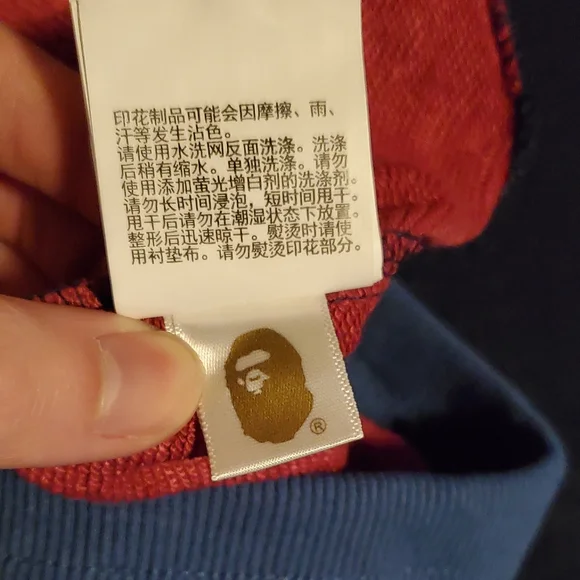 印花制品可能会因摩擦、雨、
汗等发生沾色。
请使用水洗网反面洗涤。洗涤
后稍有缩水。单独洗涤。请勿
使用添加萤光增白剂的洗涤剂。
请勿长时间浸泡，短时间甩干。
甩干后请勿在潮湿状态下放置。
整形后迅速晾干。熨烫时请使
用衬垫布。请勿熨烫印花部分。
®